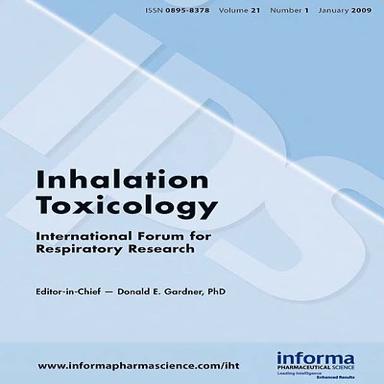 ISSN 0895-8378 Volume 21 Number 1 January 2009
IPS
Inhalation
Toxicology
International Forum for
Respiratory Research
Editor-in-Chief — Donald E. Gardner, PhD
www.informapharmascience.com/iht
informa
PHARMACEUTICAL SCIENCE
Leading Intelligence
Enhanced Results